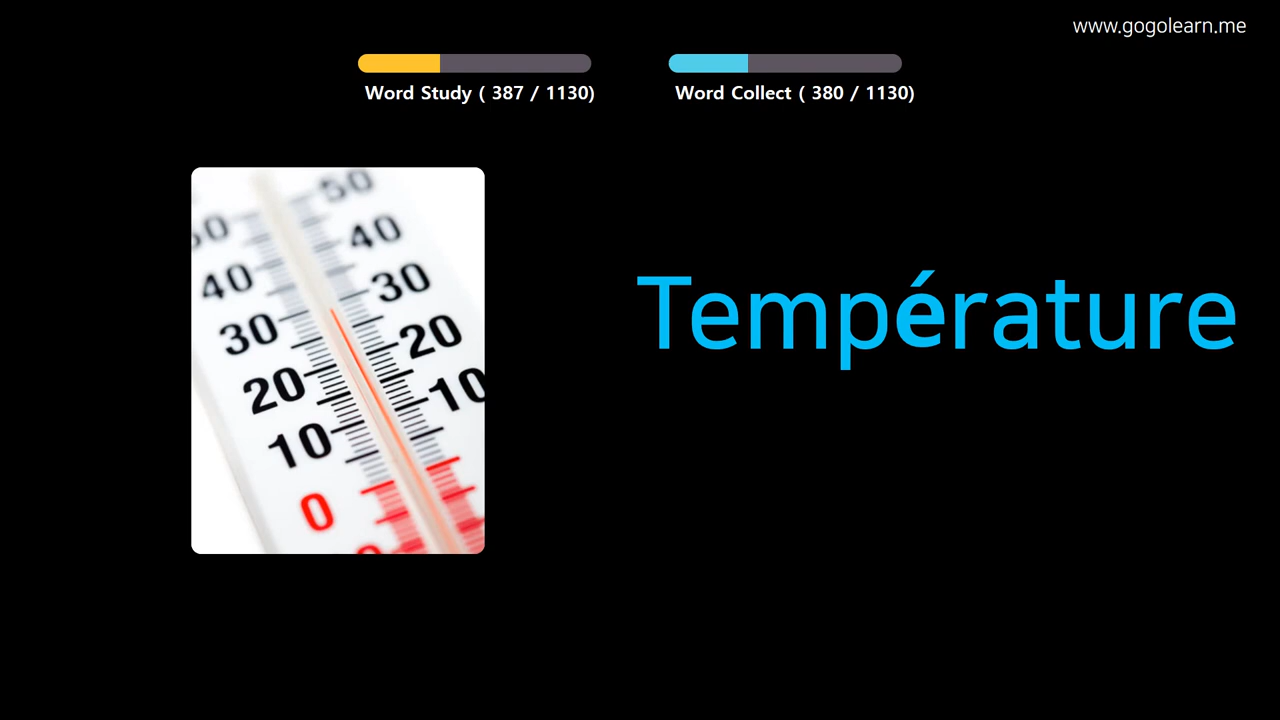 www.gogolearn.me
Word Study ( 387 / 1130)
Word Collect ( 380 / 1130)
Température
50
50
40
40
30
30
20
20
10
10
0